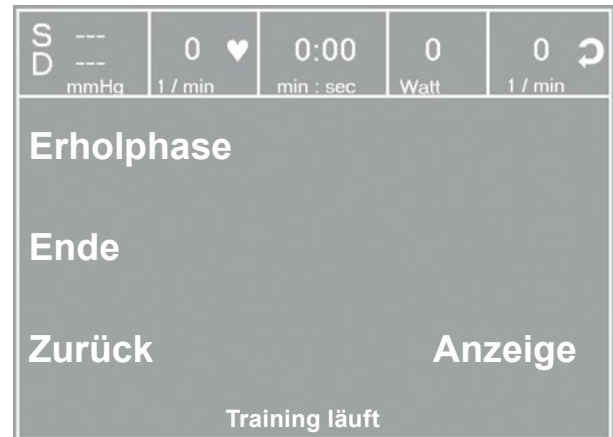 S ---
D ---
mmHg
0 ♥
1 / min
0:00
min : sec
0
Watt
0
1 / min
Erholphase
Ende
Zurück Anzeige
Training läuft